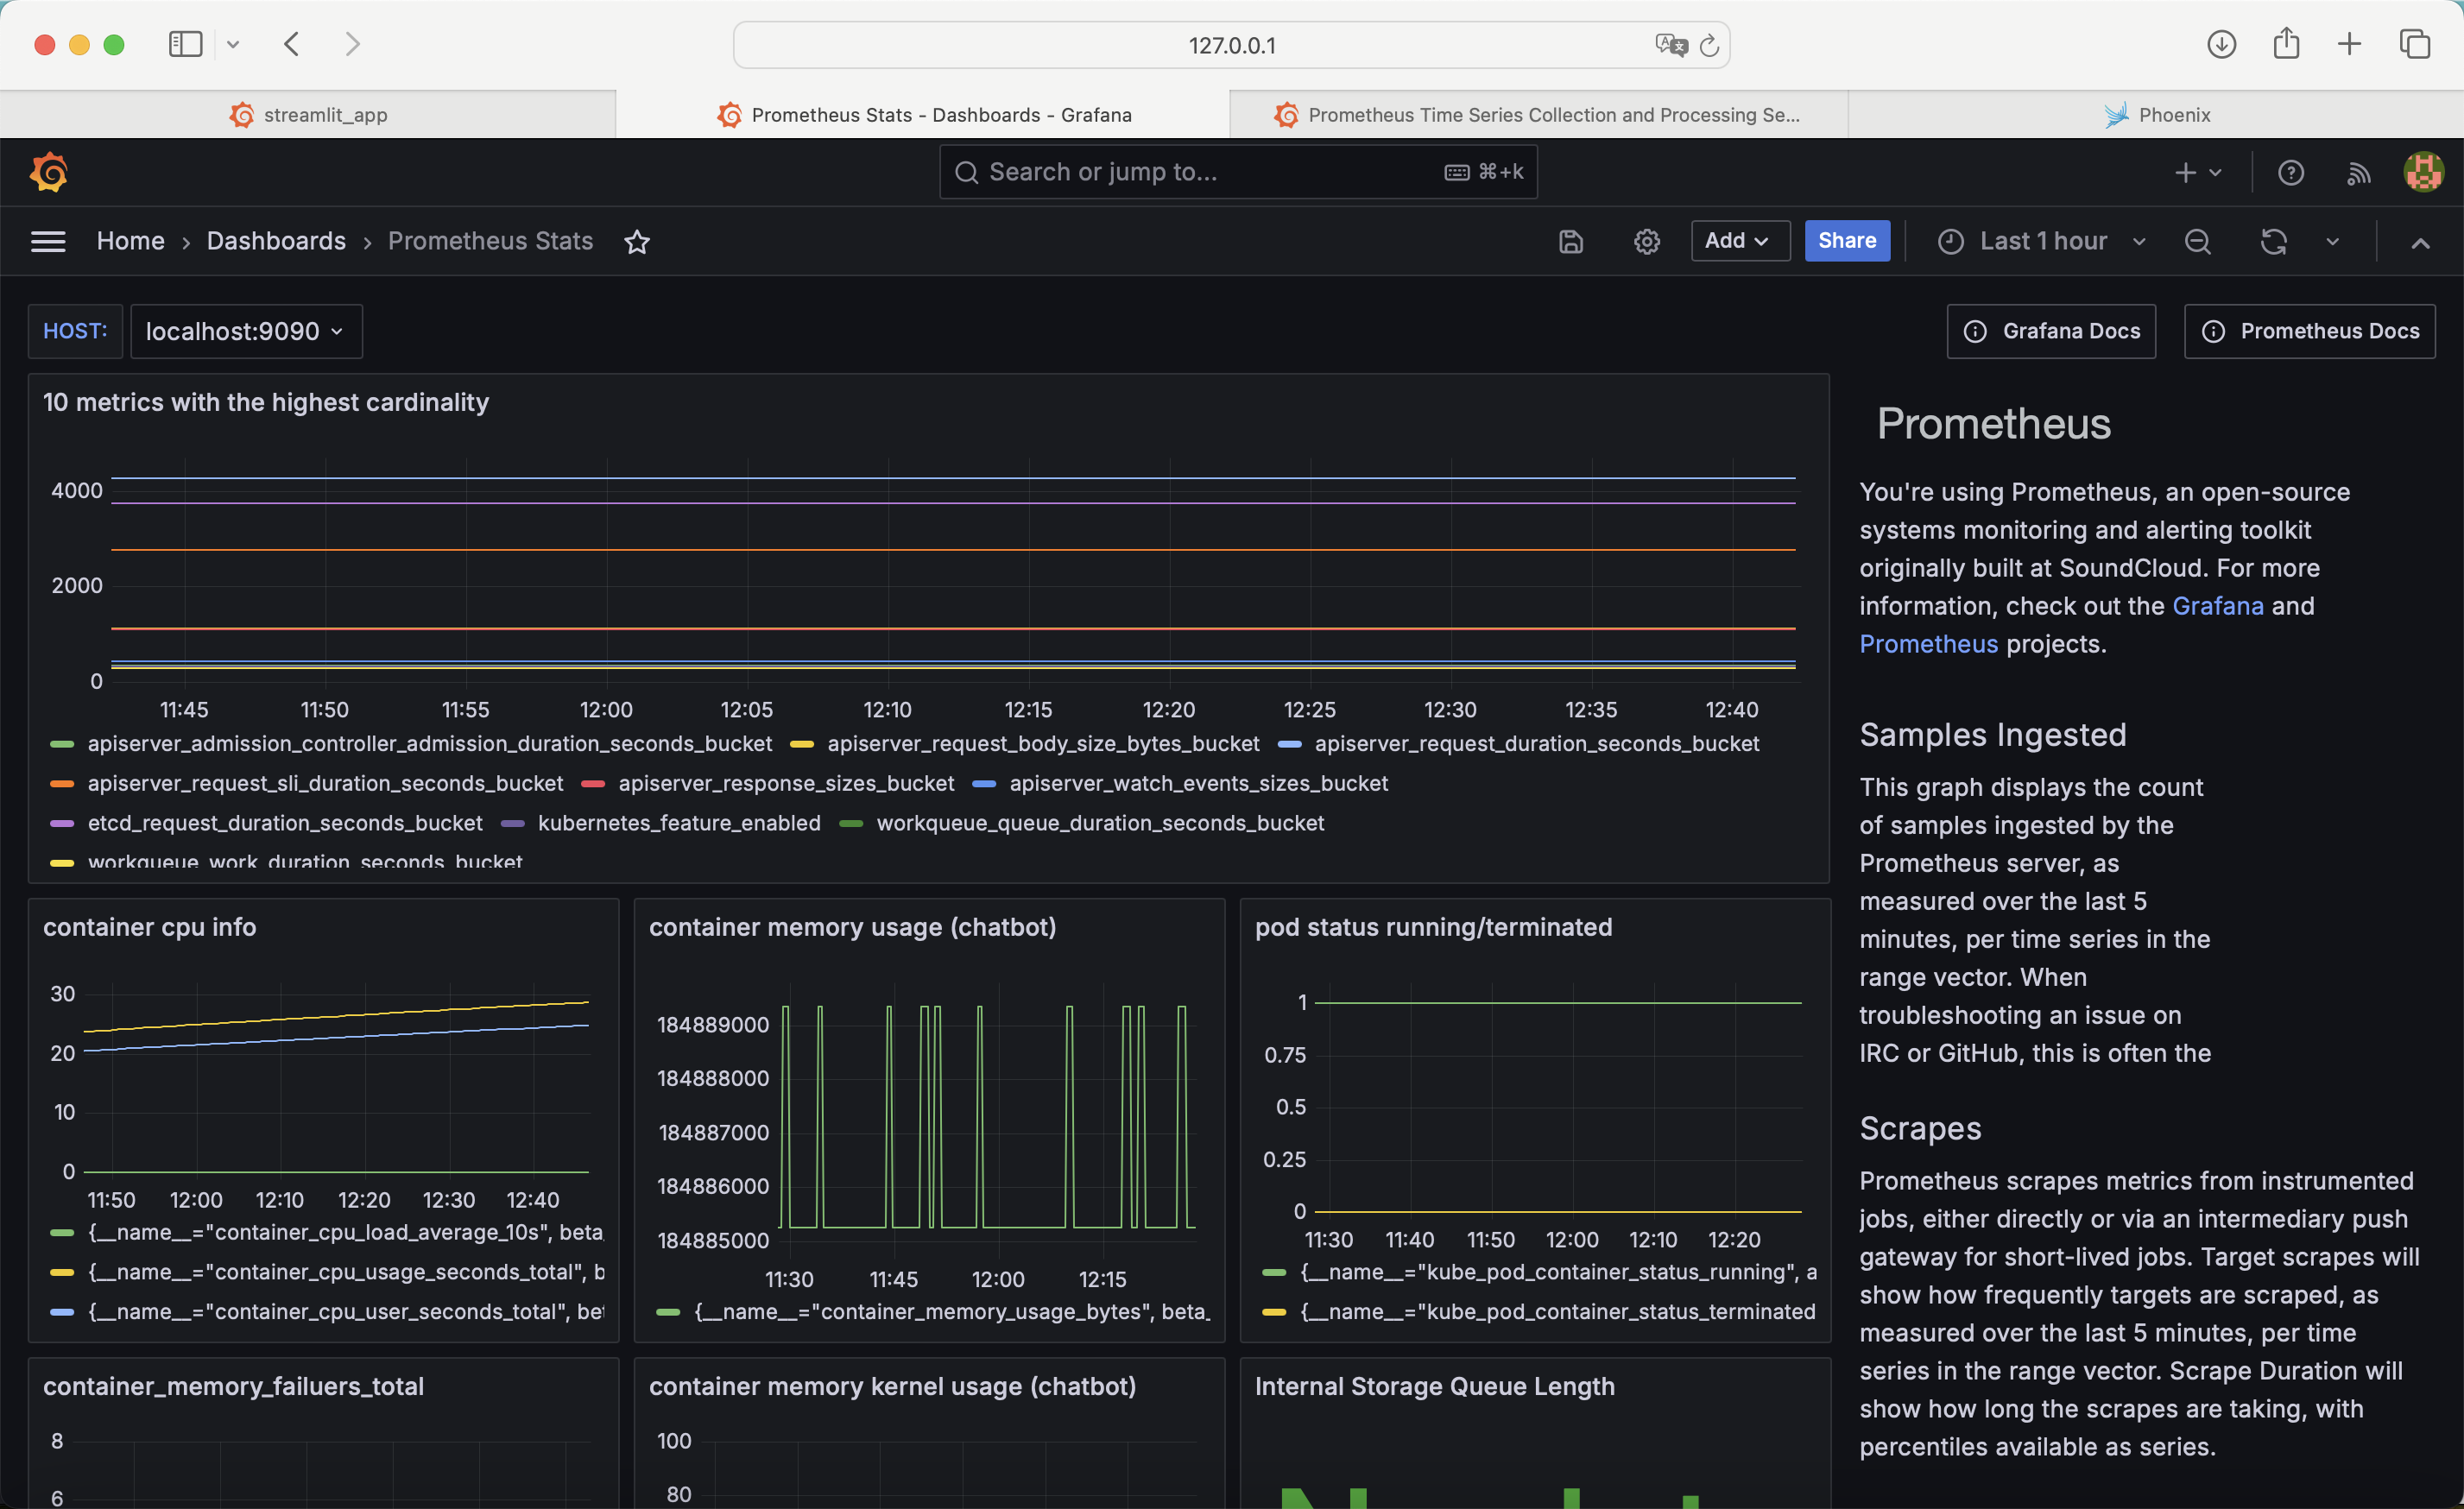 127.0.0.1
streamlit_app
Prometheus Stats - Dashboards - Grafana
Prometheus Time Series Collection and Processing Se...
Phoenix
Search or jump to...
⌘+k
Home › Dashboards › Prometheus Stats
Add
Share
Last 1 hour
HOST:
localhost:9090
Grafana Docs
Prometheus Docs
10 metrics with the highest cardinality
4000
2000
0
11:45 11:50 11:55 12:00 12:05 12:10 12:15 12:20 12:25 12:30 12:35 12:40
apiserver_admission_controller_admission_duration_seconds_bucket apiserver_request_body_size_bytes_bucket apiserver_request_duration_seconds_bucket
apiserver_request_sli_duration_seconds_bucket apiserver_response_sizes_bucket apiserver_watch_events_sizes_bucket
etcd_request_duration_seconds_bucket kubernetes_feature_enabled workqueue_queue_duration_seconds_bucket
workqueue_work_duration_seconds_bucket
container cpu info
30
20
10
0
11:50 12:00 12:10 12:20 12:30 12:40
{__name__="container_cpu_load_average_10s", beta_
{__name__="container_cpu_usage_seconds_total", b
{__name__="container_cpu_user_seconds_total", bet
container memory usage (chatbot)
184889000
184888000
184887000
184886000
184885000
11:30 11:45 12:00 12:15
{__name__="container_memory_usage_bytes", beta_
pod status running/terminated
1
0.75
0.5
0.25
0
11:30 11:40 11:50 12:00 12:10 12:20
{__name__="kube_pod_container_status_running", a
{__name__="kube_pod_container_status_terminated
container_memory_failuers_total
8
6
container memory kernel usage (chatbot)
100
80
Internal Storage Queue Length
Prometheus
You're using Prometheus, an open-source
systems monitoring and alerting toolkit
originally built at SoundCloud. For more
information, check out the Grafana and
Prometheus projects.
Samples Ingested
This graph displays the count
of samples ingested by the
Prometheus server, as
measured over the last 5
minutes, per time series in the
range vector. When
troubleshooting an issue on
IRC or GitHub, this is often the
Scrapes
Prometheus scrapes metrics from instrumented
jobs, either directly or via an intermediary push
gateway for short-lived jobs. Target scrapes will
show how frequently targets are scraped, as
measured over the last 5 minutes, per time
series in the range vector. Scrape Duration will
show how long the scrapes are taking, with
percentiles available as series.